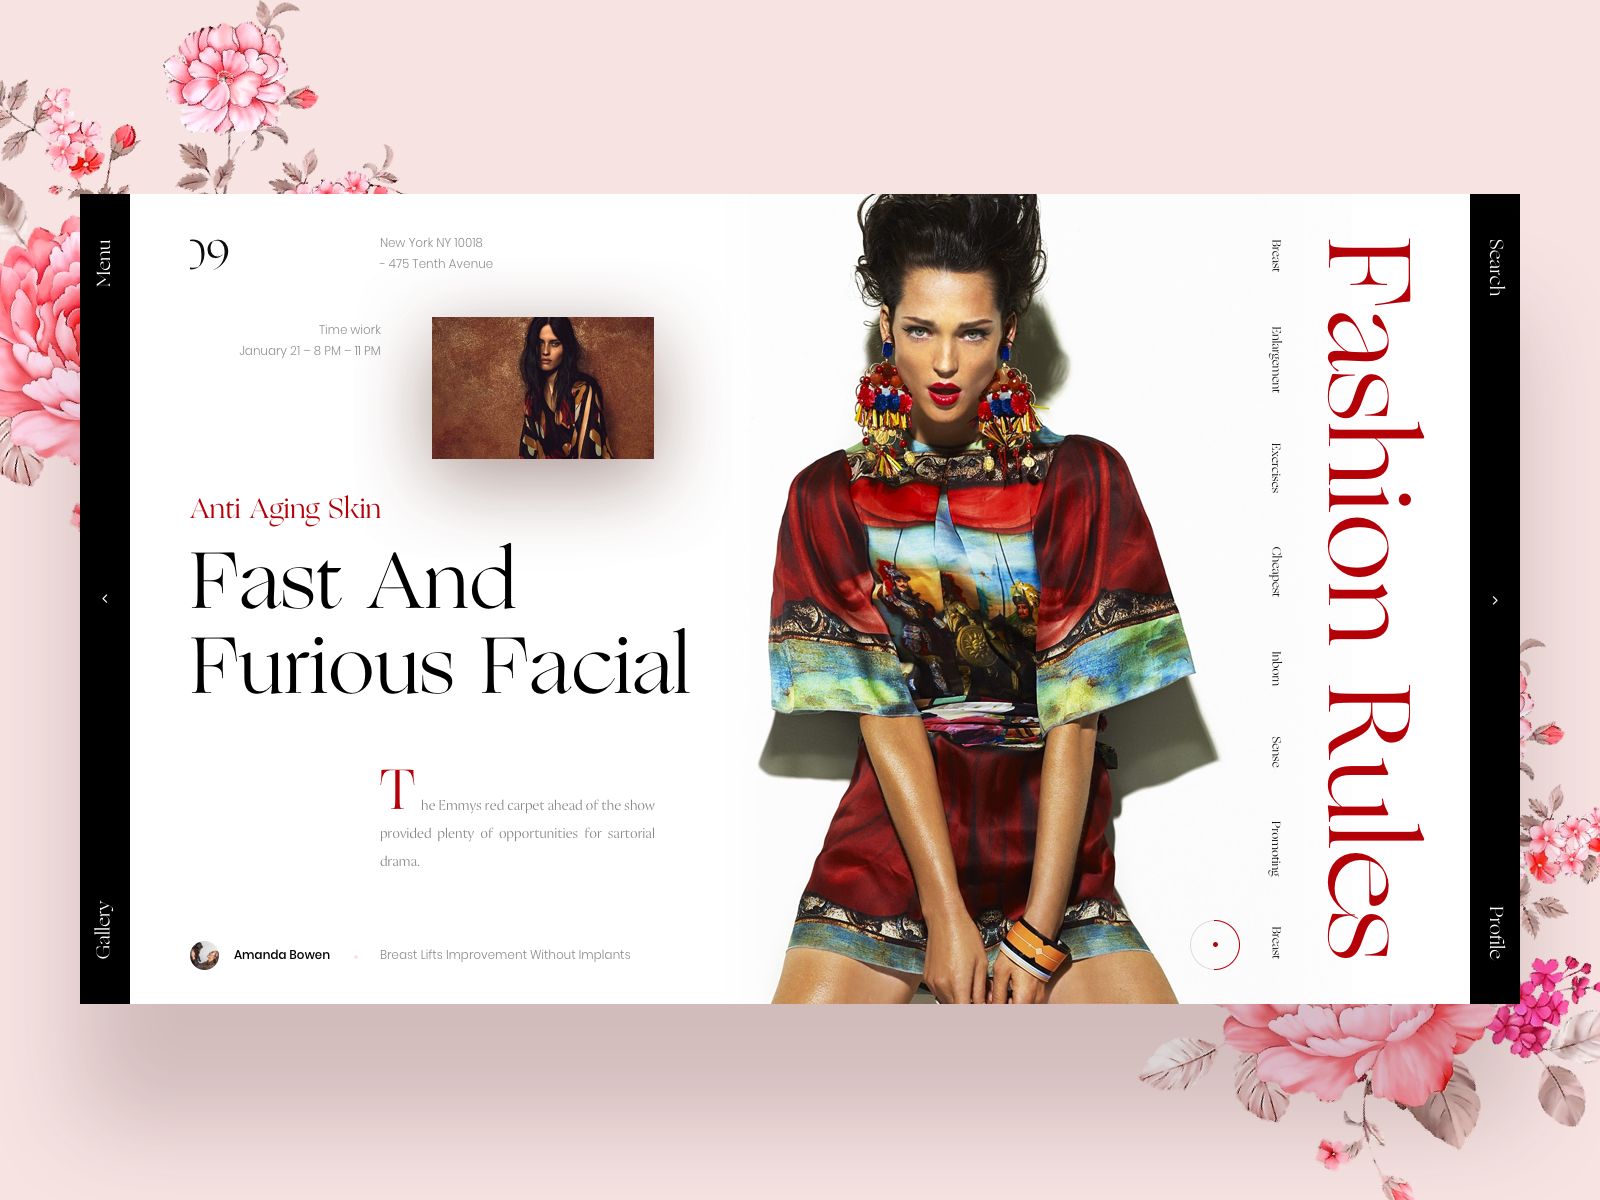 Menu
Gallery
09
New York NY 10018
- 475 Tenth Avenue
Time wiork
January 21 – 8 PM – 11 PM
Anti Aging Skin
Fast And
Furious Facial
The Emmys red carpet ahead of the show
provided plenty of opportunities for sartorial
drama.
Amanda Bowen
Breast Lifts Improvement Without Implants
Breast
Enlargement
Exercises
Cheapest
Inborn
Sense
Promoting
Breast
Fashion Rules
Search
Profile